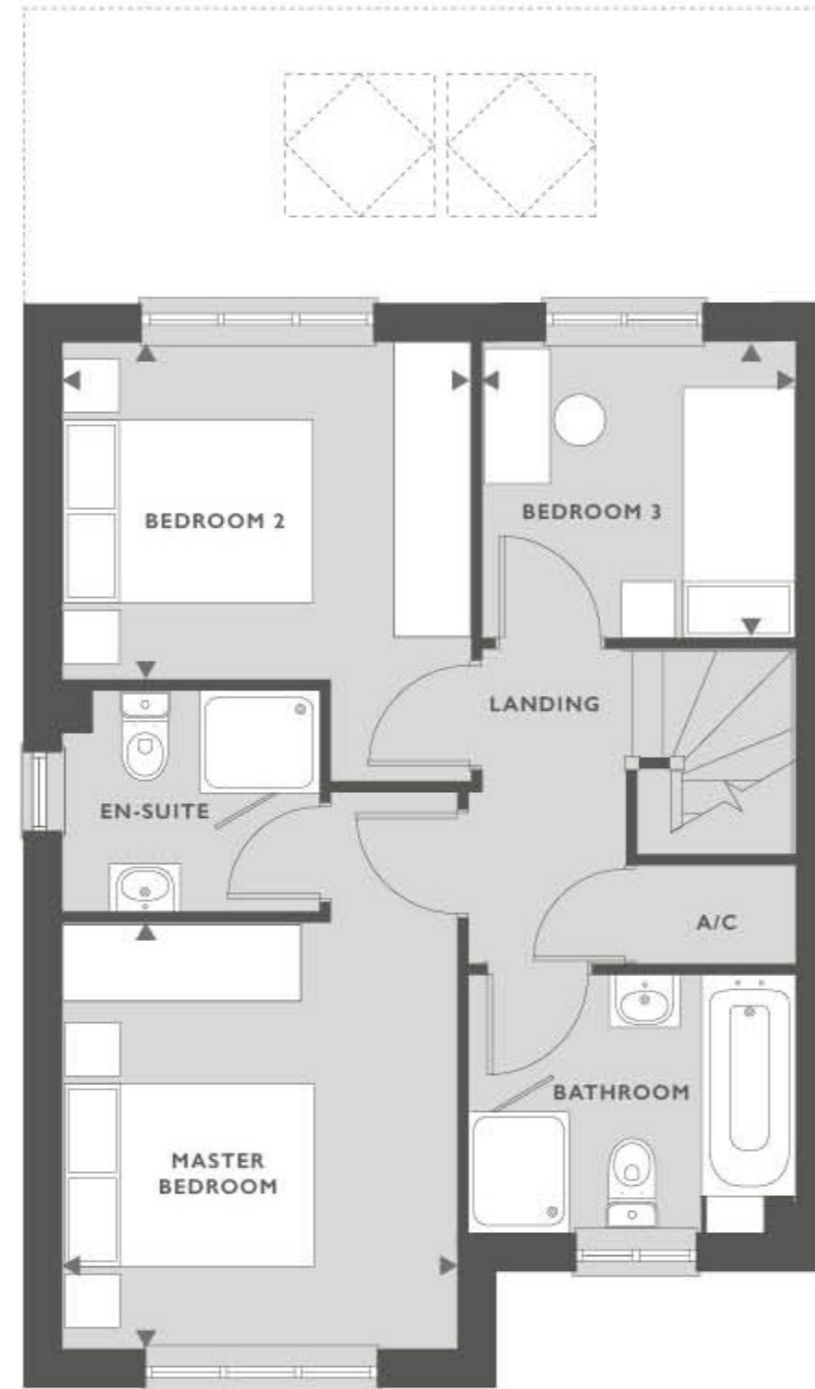 BEDROOM 2
BEDROOM 3
LANDING
EN-SUITE
A/C
BATHROOM
MASTER
BEDROOM